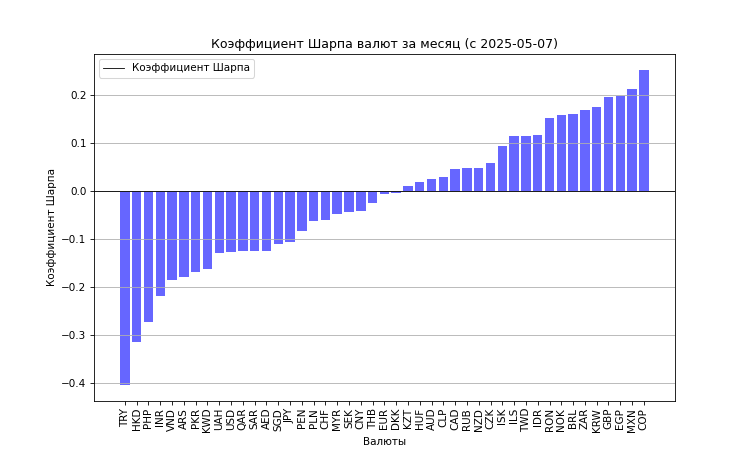 Коэффициент Шарпа валют за месяц (с 2025-05-07)
Коэффициент Шарпа
0.2
0.1
0.0
−0.1
−0.2
−0.3
−0.4
Коэффициент Шарпа
TRY
HKD
PHP
INR
VND
ARS
PKR
KWD
UAH
USD
QAR
SAR
AED
SGD
JPY
PEN
PLN
CHF
MYR
SEK
CNY
THB
EUR
DKK
KZT
HUF
AUD
CLP
CAD
RUB
NZD
CZK
ISK
ILS
TWD
IDR
RON
NOK
BRL
ZAR
KRW
GBP
EGP
MXN
COP
Валюты